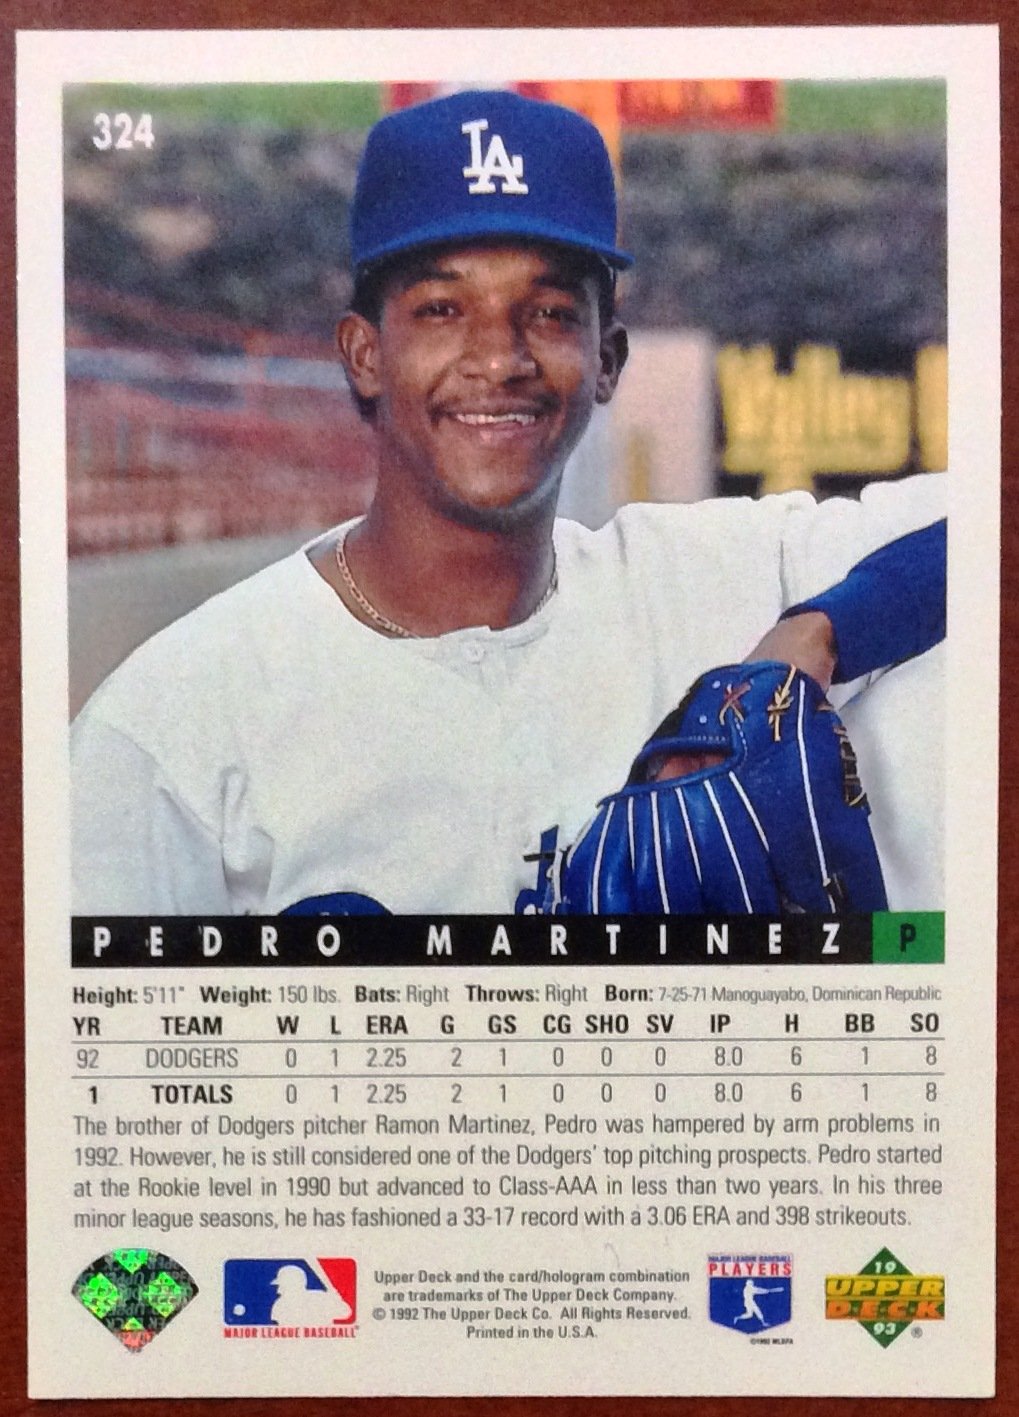 324
LA
PEDRO MARTINEZ P
Height: 5'11" Weight: 150 lbs. Bats: Right Throws: Right Born: 7-25-71 Manoguayabo, Dominican Republic
YR TEAM W L ERA G GS CG SHO SV IP H BB SO
92 DODGERS 0 1 2.25 2 1 0 0 0 8.0 6 1 8
1 TOTALS 0 1 2.25 2 1 0 0 0 8.0 6 1 8
The brother of Dodgers pitcher Ramon Martinez, Pedro was hampered by arm problems in
1992. However, he is still considered one of the Dodgers' top pitching prospects. Pedro started
at the Rookie level in 1990 but advanced to Class-AAA in less than two years. In his three
minor league seasons, he has fashioned a 33-17 record with a 3.06 ERA and 398 strikeouts.
MAJOR LEAGUE BASEBALL
Upper Deck and the card/hologram combination
are trademarks of The Upper Deck Company.
© 1992 The Upper Deck Co. All Rights Reserved.
Printed in the U.S.A.
MAJOR LEAGUE BASEBALL
PLAYERS
©1992 MLBPA
19
UPPER
DECK
93 ®